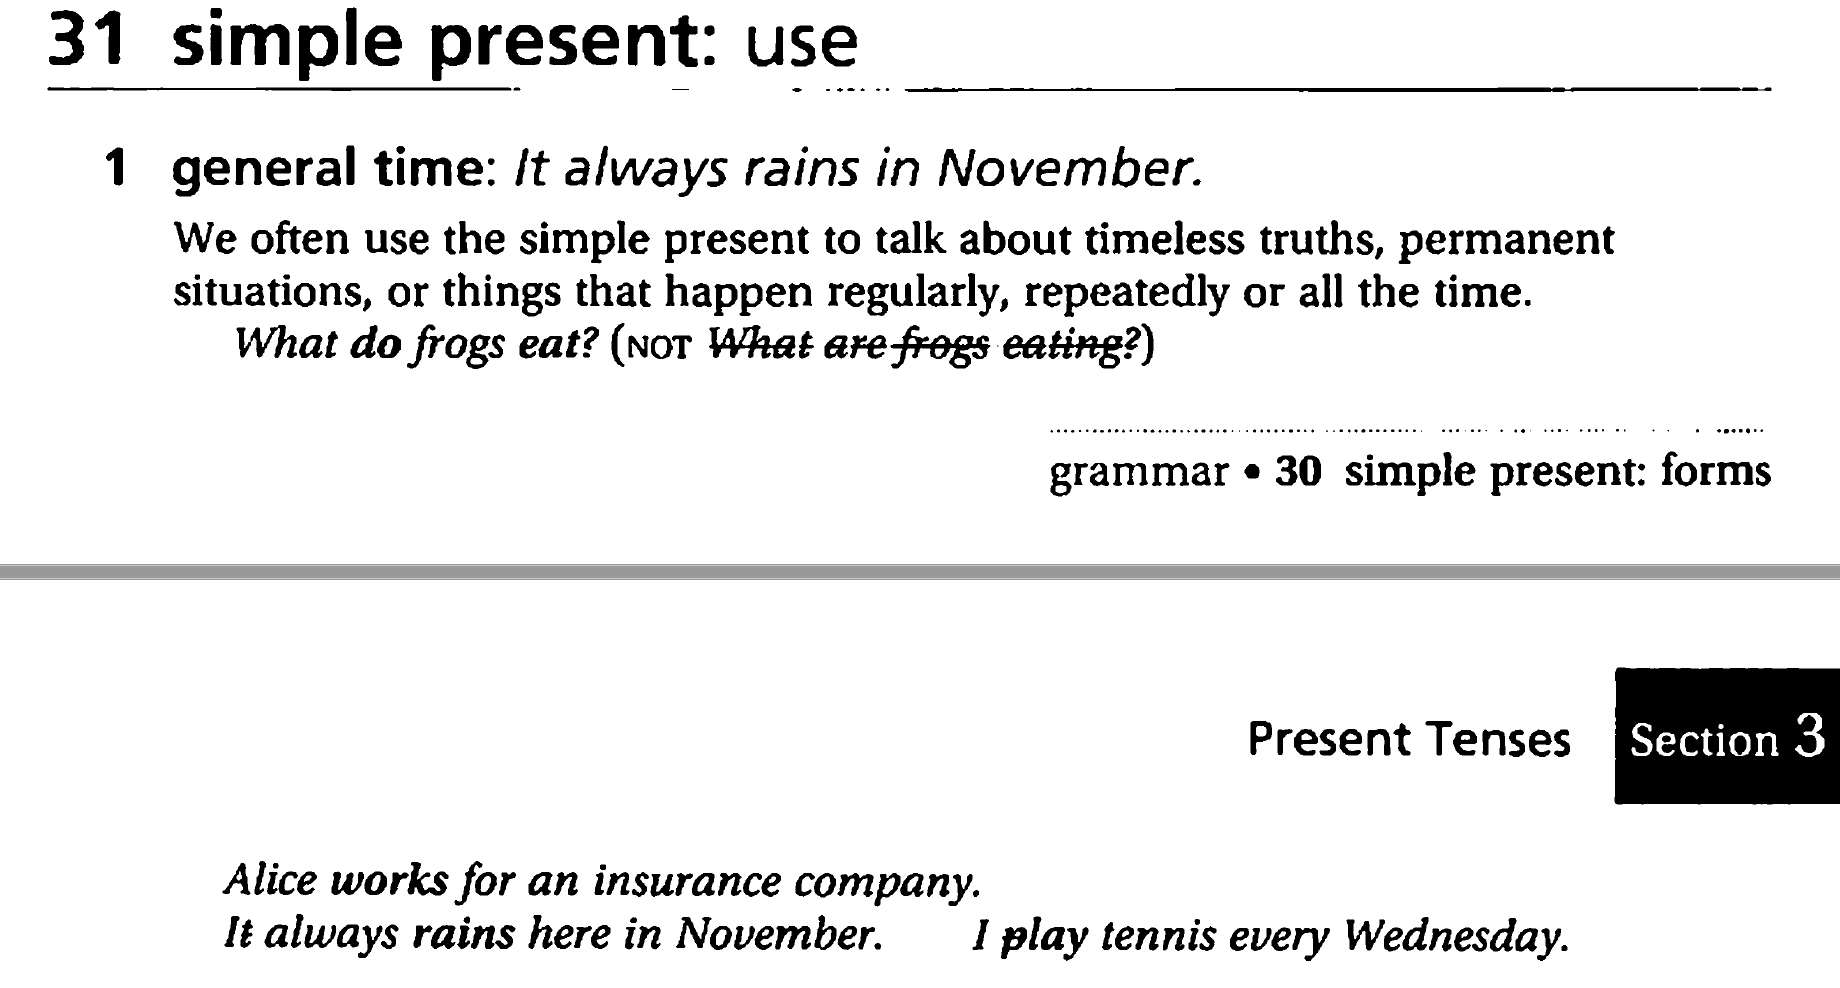 31 simple present: use
1 general time: It always rains in November.
We often use the simple present to talk about timeless truths, permanent
situations, or things that happen regularly, repeatedly or all the time.
What do frogs eat? (NOT What are frogs eating?)
grammar • 30 simple present: forms
Present Tenses Section 3
Alice works for an insurance company.
It always rains here in November. I play tennis every Wednesday.